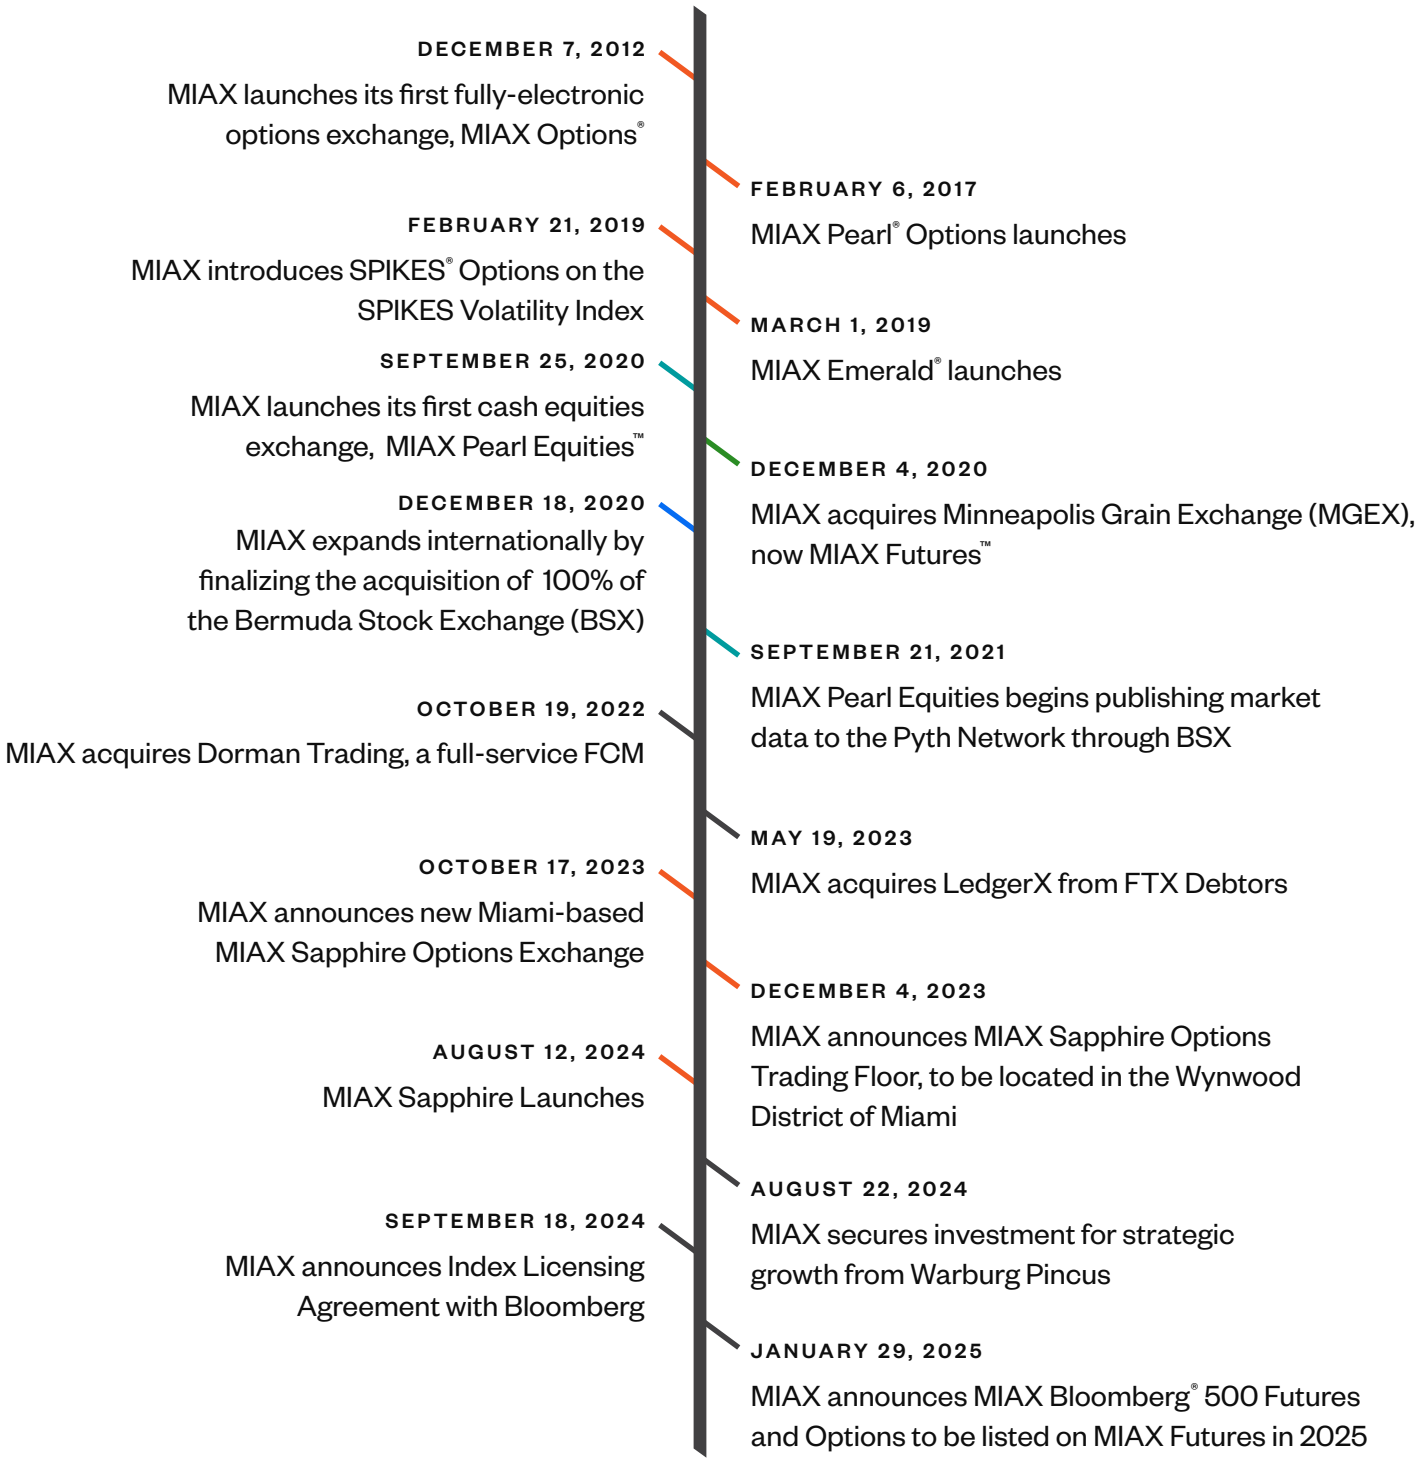 DECEMBER 7, 2012
MIAX launches its first fully-electronic
options exchange, MIAX Options®
FEBRUARY 6, 2017
MIAX Pearl® Options launches
FEBRUARY 21, 2019
MIAX introduces SPIKES® Options on the
SPIKES Volatility Index
MARCH 1, 2019
MIAX Emerald® launches
SEPTEMBER 25, 2020
MIAX launches its first cash equities
exchange, MIAX Pearl Equities™
DECEMBER 4, 2020
MIAX acquires Minneapolis Grain Exchange (MGEX),
now MIAX Futures™
DECEMBER 18, 2020
MIAX expands internationally by
finalizing the acquisition of 100% of
the Bermuda Stock Exchange (BSX)
SEPTEMBER 21, 2021
MIAX Pearl Equities begins publishing market
data to the Pyth Network through BSX
OCTOBER 19, 2022
MIAX acquires Dorman Trading, a full-service FCM
MAY 19, 2023
MIAX acquires LedgerX from FTX Debtors
OCTOBER 17, 2023
MIAX announces new Miami-based
MIAX Sapphire Options Exchange
DECEMBER 4, 2023
MIAX announces MIAX Sapphire Options
Trading Floor, to be located in the Wynwood
District of Miami
AUGUST 12, 2024
MIAX Sapphire Launches
AUGUST 22, 2024
MIAX secures investment for strategic
growth from Warburg Pincus
SEPTEMBER 18, 2024
MIAX announces Index Licensing
Agreement with Bloomberg
JANUARY 29, 2025
MIAX announces MIAX Bloomberg® 500 Futures
and Options to be listed on MIAX Futures in 2025